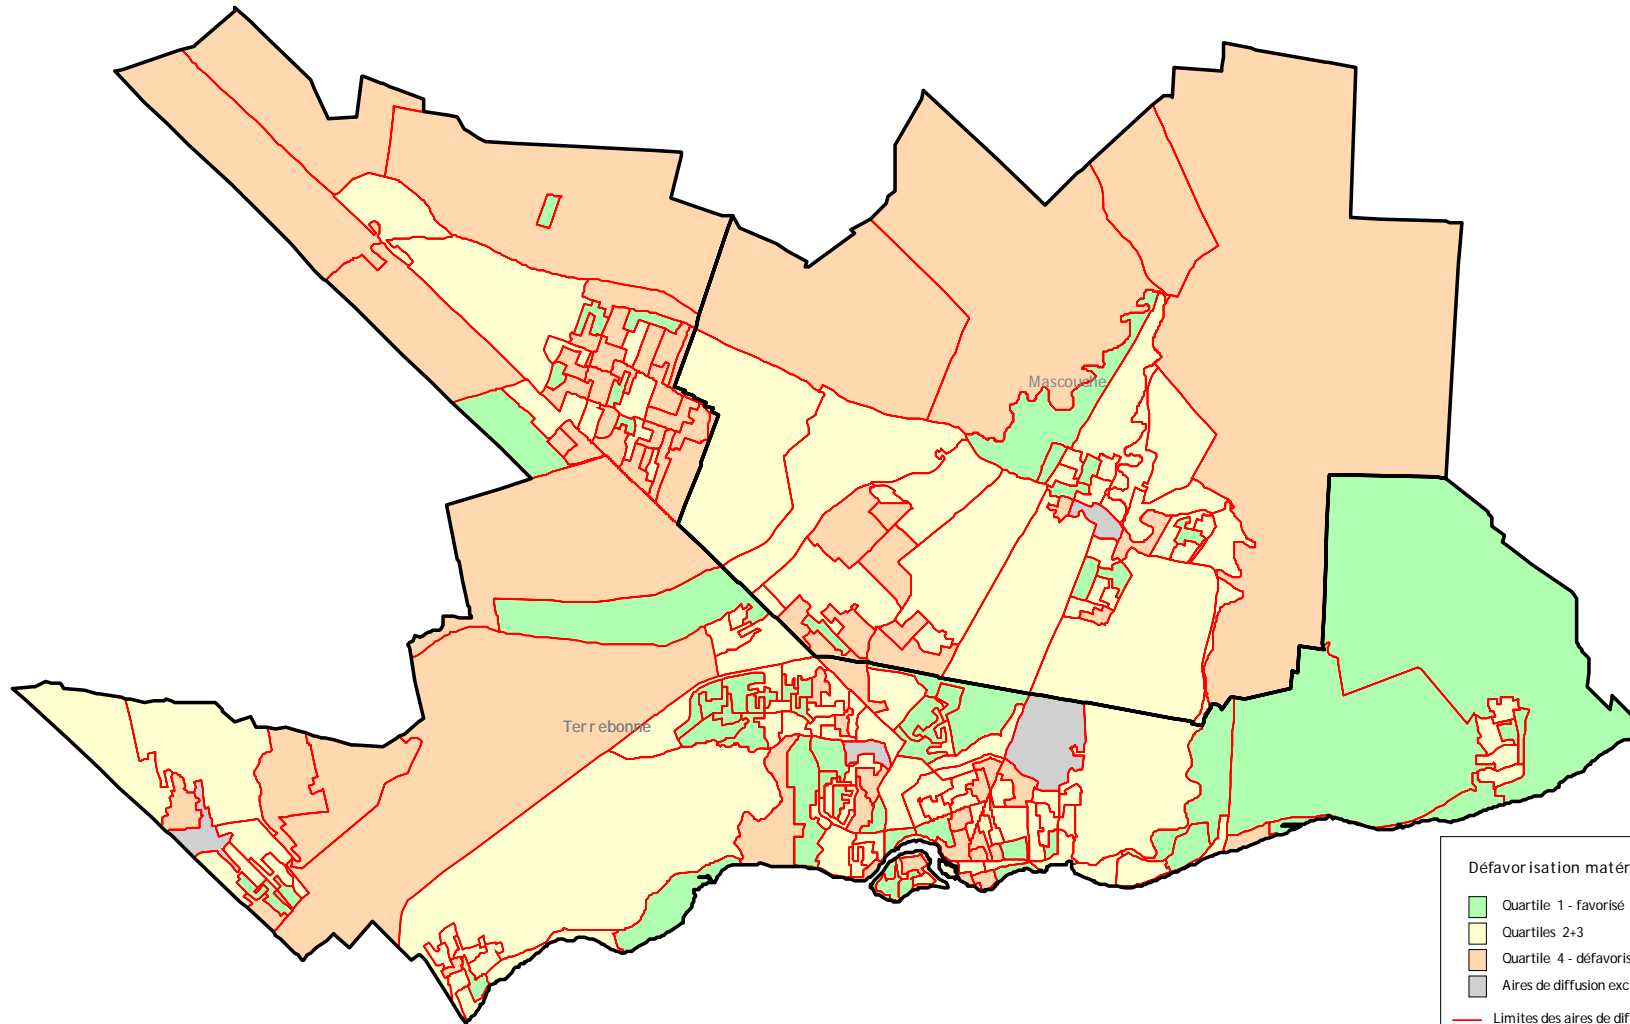 Mascouche
Terrebonne
Défavorisation matér
Quartile 1 - favorisé
Quartiles 2+3
Quartile 4 - défavoris
Aires de diffusion exc
Limites des aires de dif